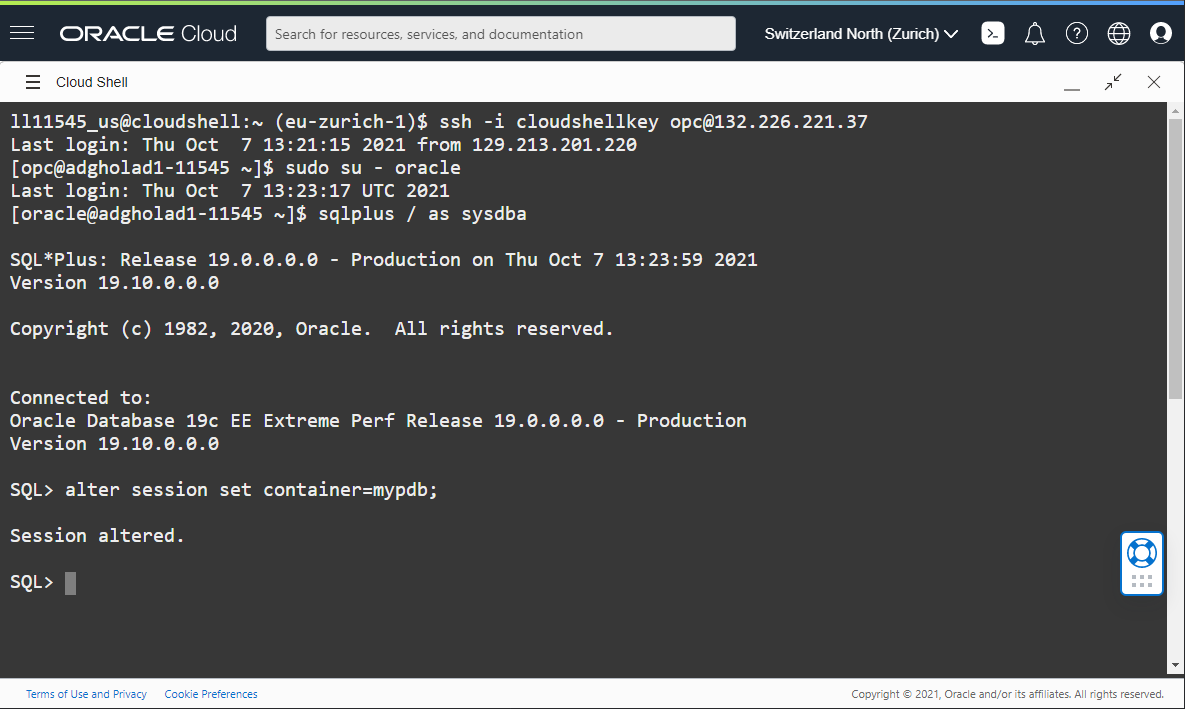 ORACLE Cloud
Search for resources, services, and documentation
Switzerland North (Zurich)
Cloud Shell
ll11545_us@cloudshell:~ (eu-zurich-1)$ ssh -i cloudshellkey opc@132.226.221.37
Last login: Thu Oct  7 13:21:15 2021 from 129.213.201.220
[opc@adgholad1-11545 ~]$ sudo su - oracle
Last login: Thu Oct  7 13:23:17 UTC 2021
[oracle@adgholad1-11545 ~]$ sqlplus / as sysdba
SQL*Plus: Release 19.0.0.0.0 - Production on Thu Oct 7 13:23:59 2021
Version 19.10.0.0.0
Copyright (c) 1982, 2020, Oracle.  All rights reserved.
Connected to:
Oracle Database 19c EE Extreme Perf Release 19.0.0.0.0 - Production
Version 19.10.0.0.0
SQL> alter session set container=mypdb;
Session altered.
SQL>
Terms of Use and Privacy
Cookie Preferences
Copyright © 2021, Oracle and/or its affiliates. All rights reserved.